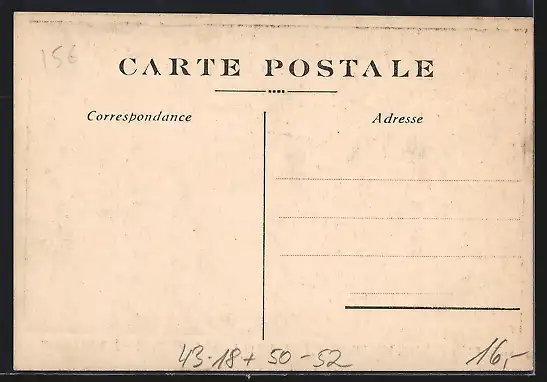 156
CARTE POSTALE
Correspondance
Adresse
43-18+ 50-52
16,-